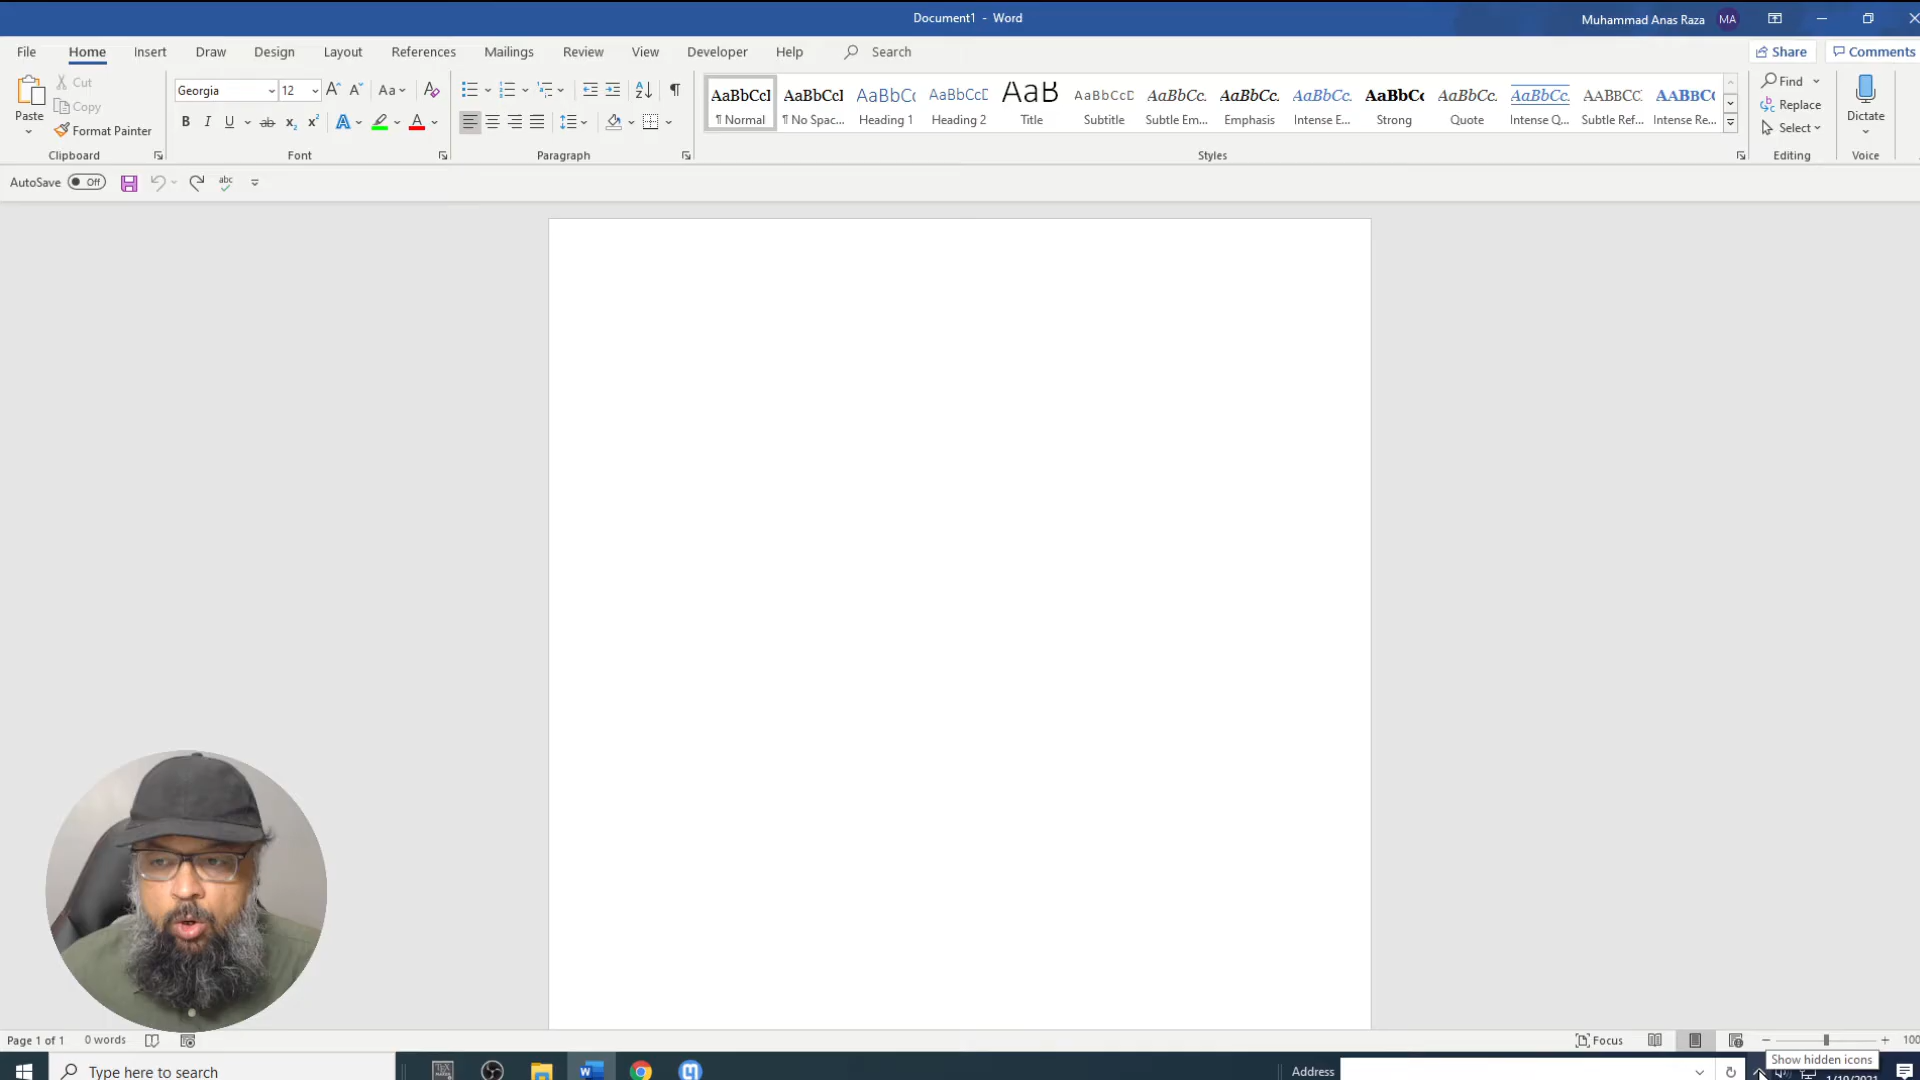 Document1 - Word
Muhammad Anas Raza
MA
File Home Insert Draw Design Layout References Mailings Review View Developer Help Search
Share
Comments
Paste
Cut
Copy
Format Painter
Clipboard
Georgia
12
Aa
Font
Paragraph
AaBbCcI AaBbCcI AaBbCc AaBbCcD AaB AaBbCcD AaBbCc. AaBbCc. AaBbCc. AaBbCc AaBbCc. AaBbCc. AABBCC AABBC
¶ Normal ¶ No Spac... Heading 1 Heading 2 Title Subtitle Subtle Em... Emphasis Intense E... Strong Quote Intense Q... Subtle Ref... Intense Re...
Styles
Find
Replace
Select
Editing
Dictate
Voice
AutoSave Off
abc
Page 1 of 1
0 words
Focus
100
Show hidden icons
Type here to search
Address